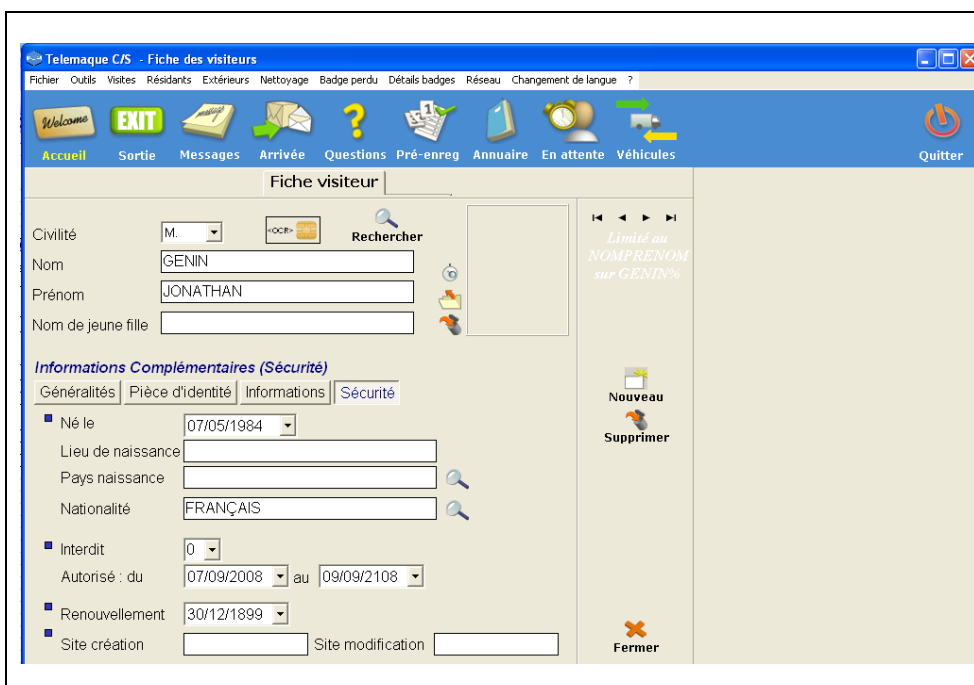 Telemaque C/S - Fiche des visiteurs
Fichier Outils Visites Résidants Extérieurs Nettoyage Badge perdu Détails badges Réseau Changement de langue ?
Welcome EXIT message ? 1
Accueil Sortie Messages Arrivée Questions Pré-enreg Annuaire En attente Véhicules Quitter
Fiche visiteur
Civilité M. <OCR> Rechercher
Limité au
NOMPRENOM
sur GENIN%
Nom GENIN
Prénom JONATHAN
Nom de jeune fille
Informations Complémentaires (Sécurité)
Généralités Pièce d'identité Informations Sécurité
Nouveau
Supprimer
Né le 07/05/1984
Lieu de naissance
Pays naissance
Nationalité FRANÇAIS
Interdit 0
Autorisé : du 07/09/2008 au 09/09/2108
Renouvellement 30/12/1899
Site création Site modification
Fermer